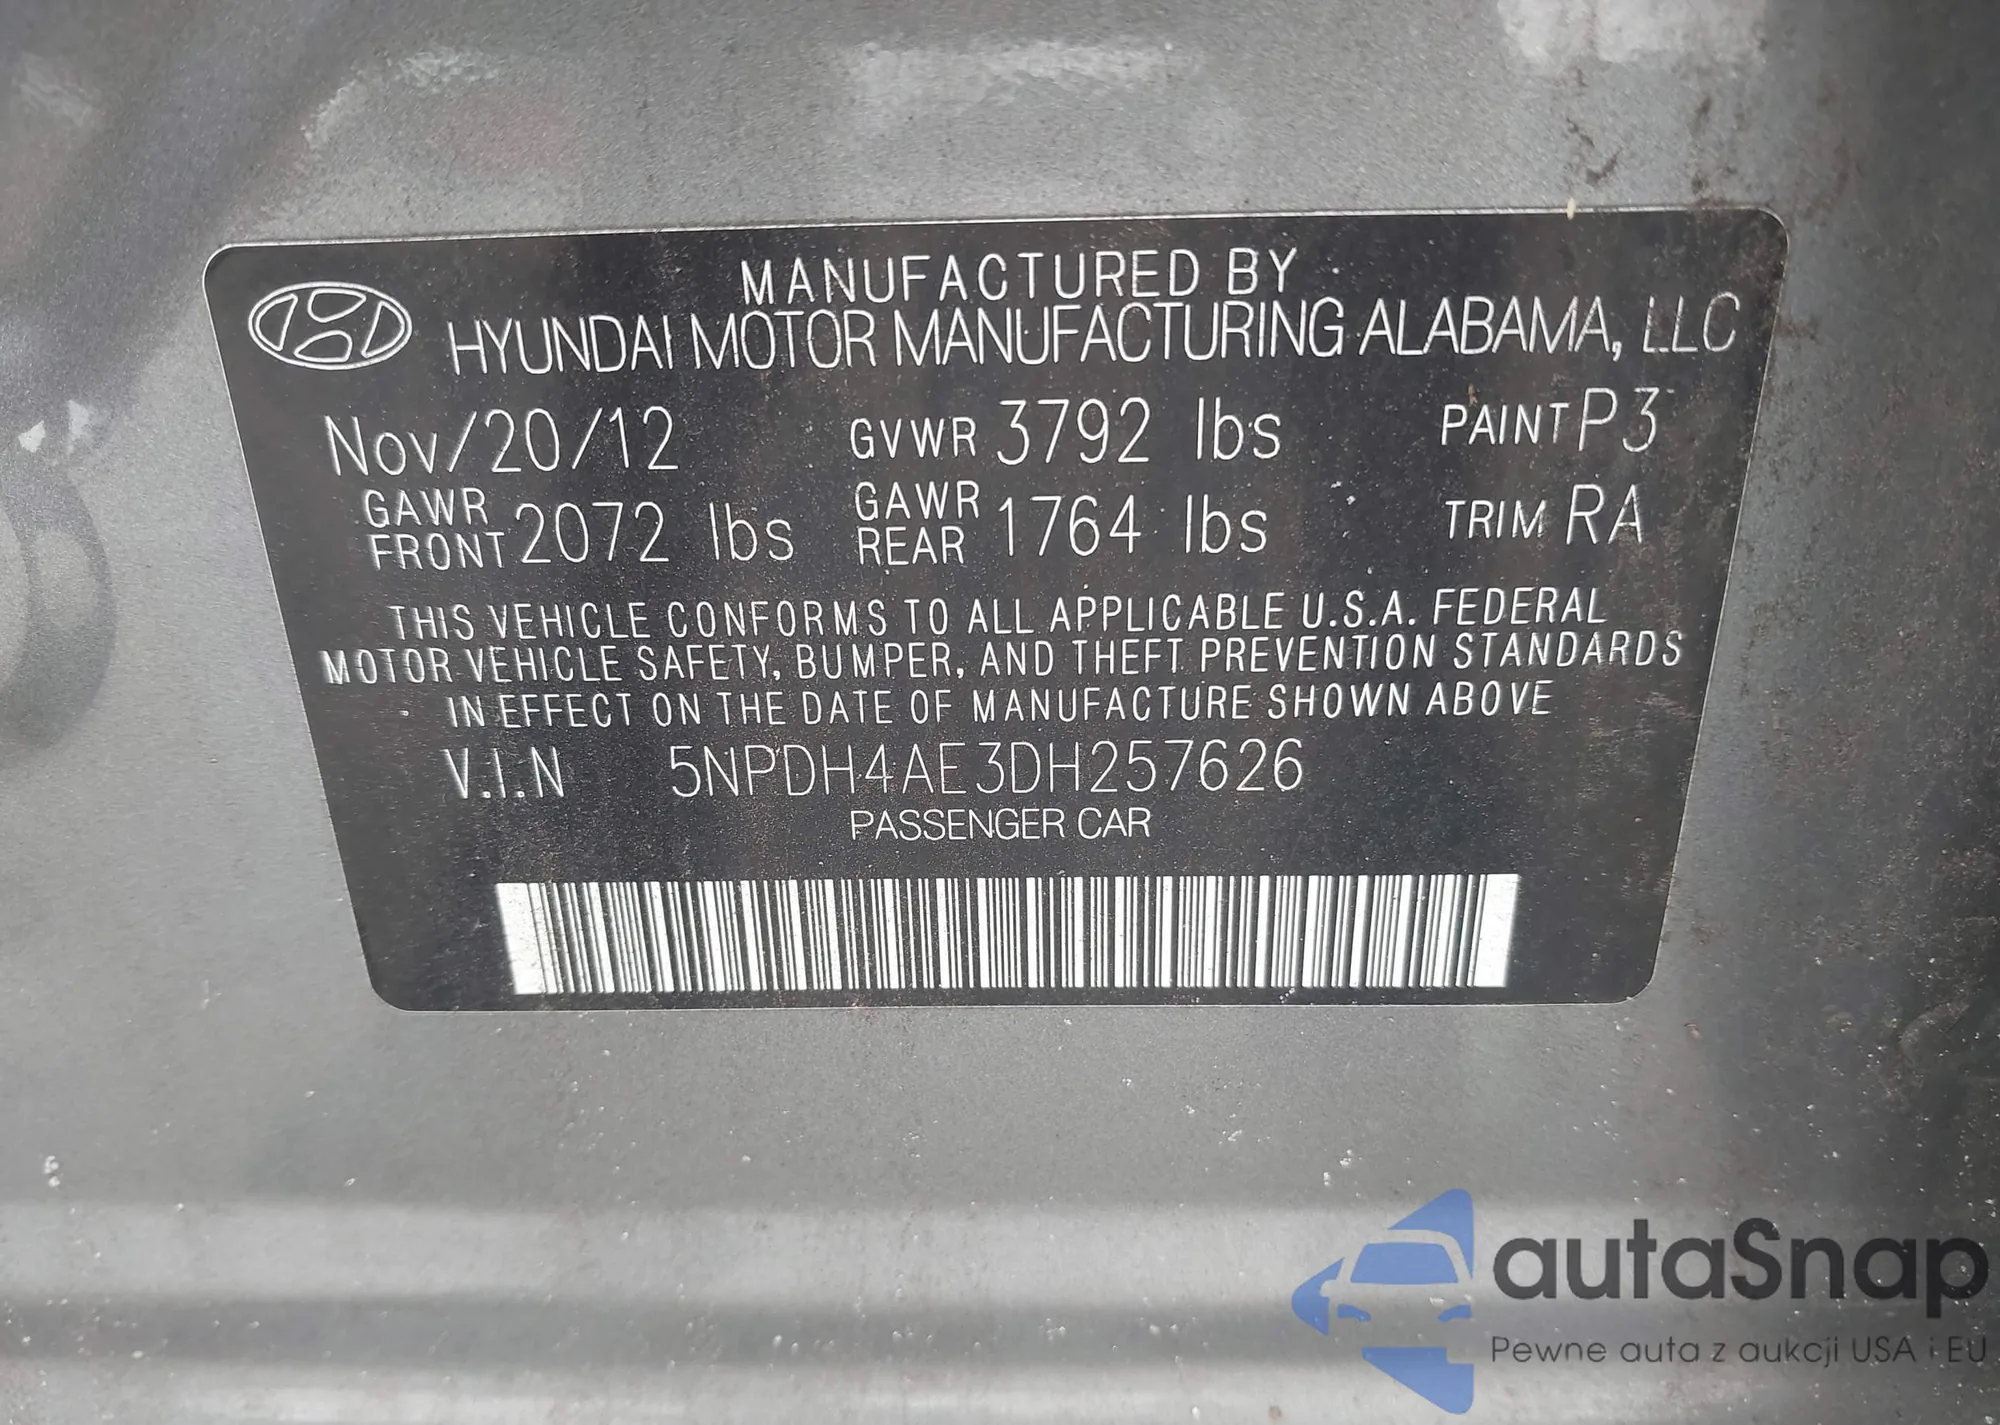 MANUFACTURED BY
HYUNDAI MOTOR MANUFACTURING ALABAMA, LLC
Nov/20/12 GVWR 3792 lbs PAINT P3
GAWR FRONT 2072 lbs GAWR REAR 1764 lbs TRIM RA
THIS VEHICLE CONFORMS TO ALL APPLICABLE U.S.A. FEDERAL
MOTOR VEHICLE SAFETY, BUMPER, AND THEFT PREVENTION STANDARDS
IN EFFECT ON THE DATE OF MANUFACTURE SHOWN ABOVE
V.I.N 5NPDH4AE3DH257626
PASSENGER CAR
autaSnap
Pewne auta z aukcji USA i EU